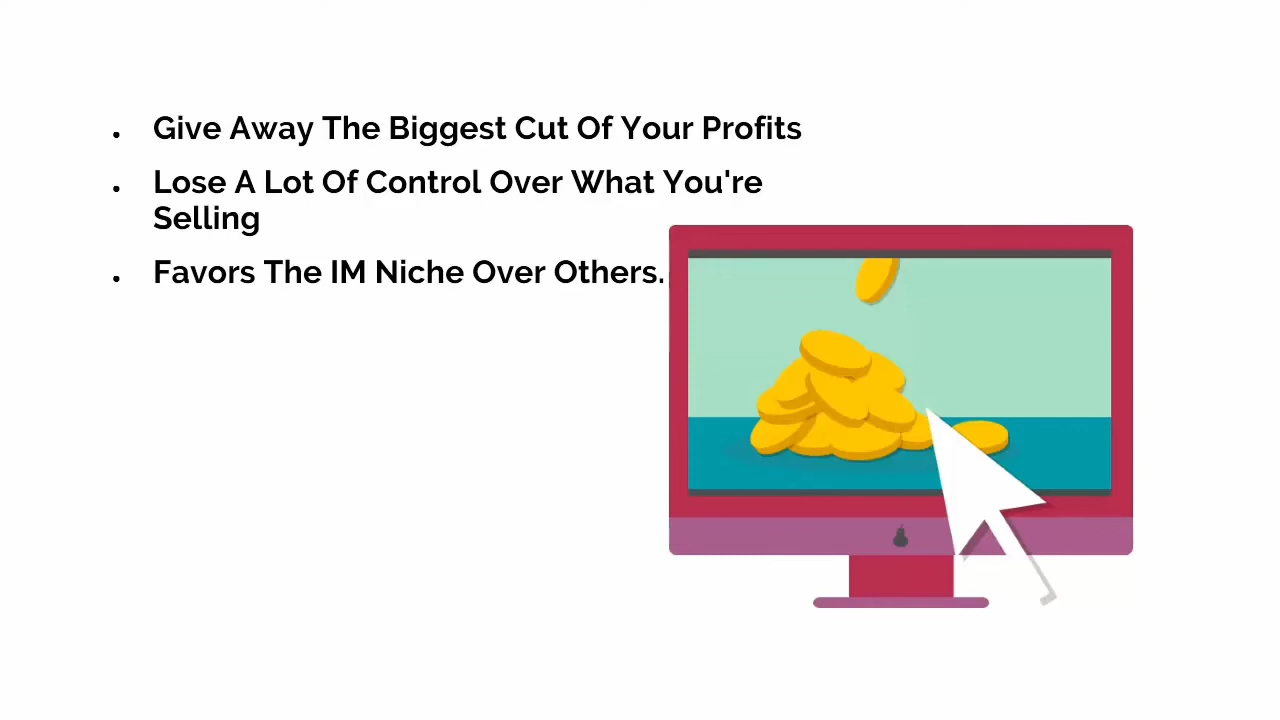 • Give Away The Biggest Cut Of Your Profits
• Lose A Lot Of Control Over What You're
Selling
• Favors The IM Niche Over Others.